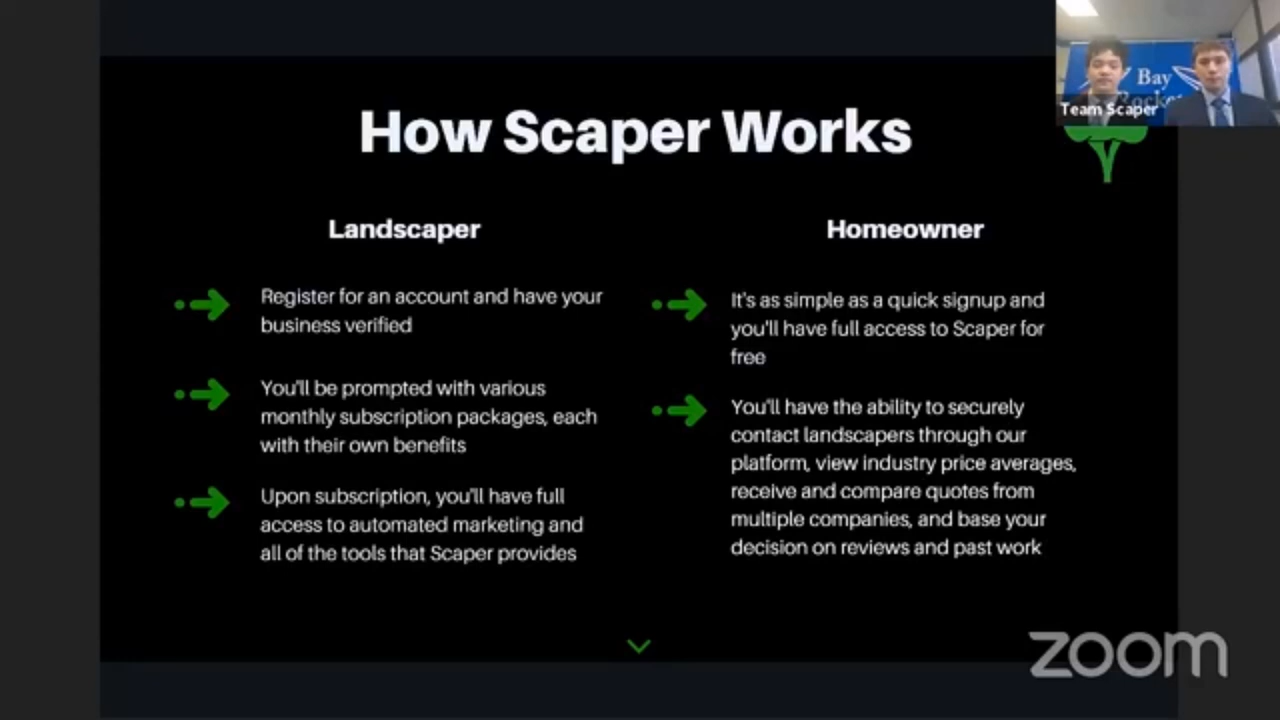 How Scaper Works
Landscaper
Register for an account and have your
business verified
You'll be prompted with various
monthly subscription packages, each
with their own benefits
Upon subscription, you'll have full
access to automated marketing and
all of the tools that Scaper provides
Homeowner
It's as simple as a quick signup and
you'll have full access to Scaper for
free
You'll have the ability to securely
contact landscapers through our
platform, view industry price averages,
receive and compare quotes from
multiple companies, and base your
decision on reviews and past work
Bay
Team Scaper
zoom